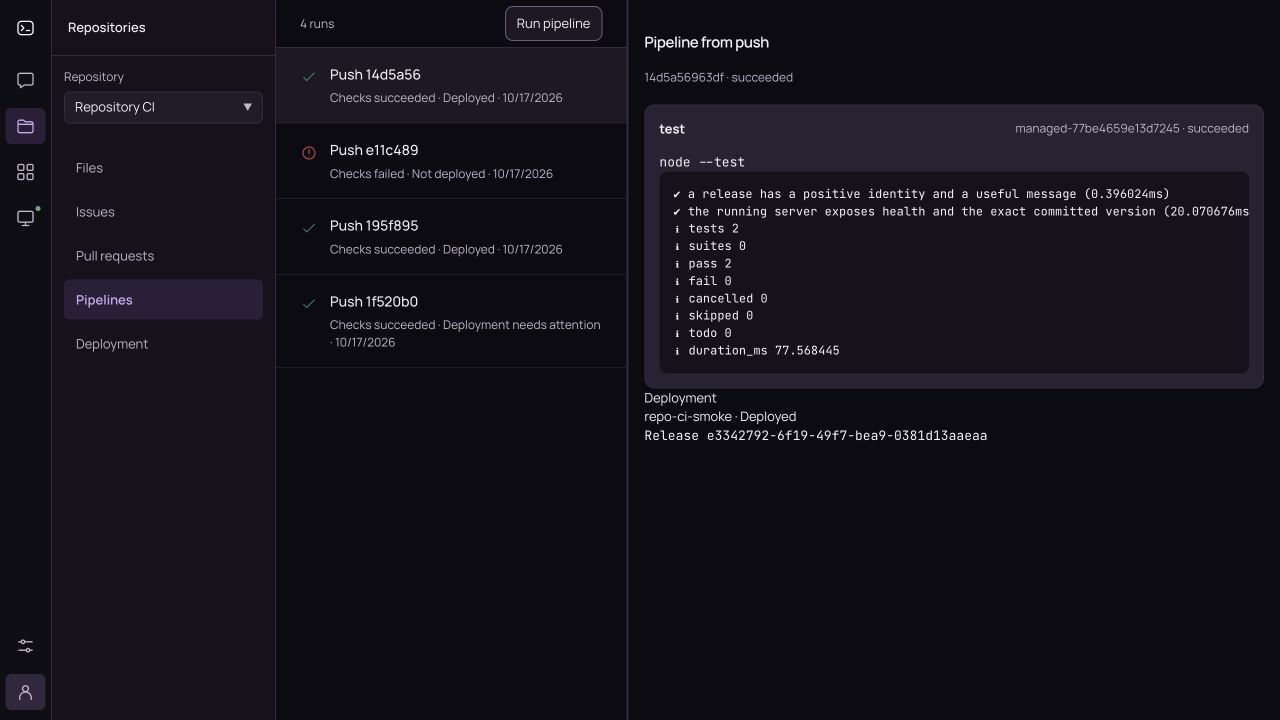 Repositories
Repository
Repository CI
Files
Issues
Pull requests
Pipelines
Deployment
4 runs
Run pipeline
Push 14d5a56
Checks succeeded · Deployed · 10/17/2026
Push e11c489
Checks failed · Not deployed · 10/17/2026
Push 195f895
Checks succeeded · Deployed · 10/17/2026
Push 1f520b0
Checks succeeded · Deployment needs attention
· 10/17/2026
Pipeline from push
14d5a56963df · succeeded
test
managed-77be4659e13d7245 · succeeded
node --test
✔ a release has a positive identity and a useful message (0.396024ms)
✔ the running server exposes health and the exact committed version (20.070676ms
ℹ tests 2
ℹ suites 0
ℹ pass 2
ℹ fail 0
ℹ cancelled 0
ℹ skipped 0
ℹ todo 0
ℹ duration_ms 77.568445
Deployment
repo-ci-smoke · Deployed
Release e3342792-6f19-49f7-bea9-0381d13aaeaa